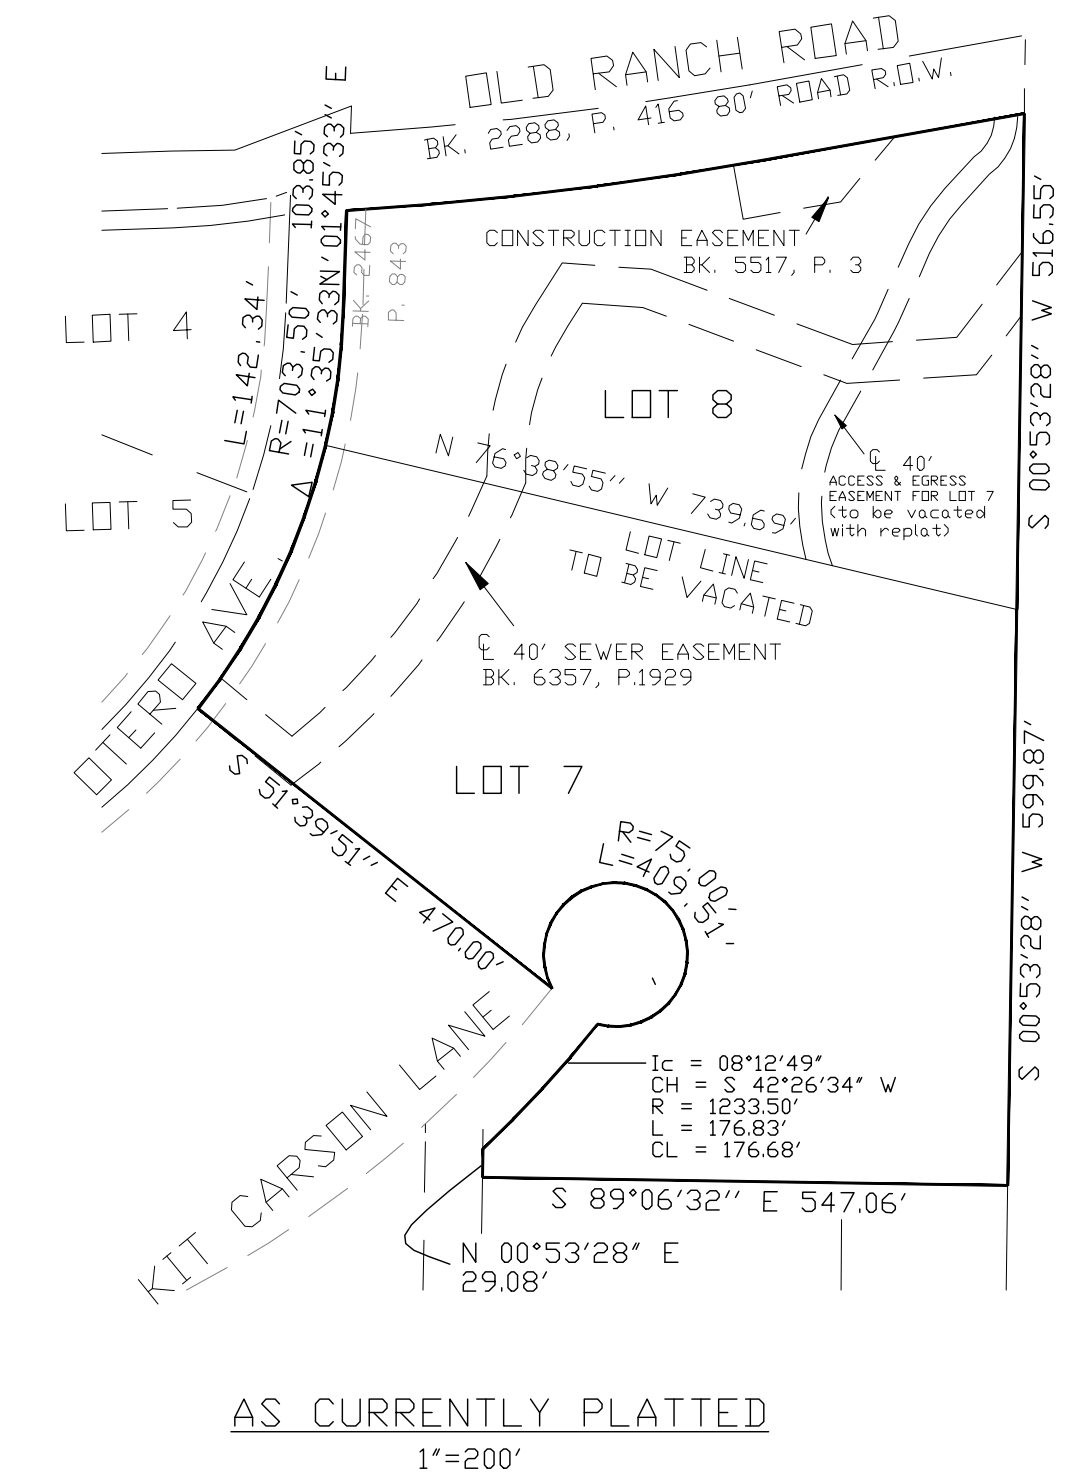 OLD RANCH ROAD
BK. 2288, P. 416 80' ROAD R.O.W.
103.85'
N 01°45'33" E
BK. 2467
P. 843
CONSTRUCTION EASEMENT
BK. 5517, P. 3
S 00°53'28" W 516.55'
LOT 4
L=142.34'
R=703.50'
Δ =11°35'33"
LOT 8
N 76°38'55" W 739.69'
℄ 40'
ACCESS & EGRESS
EASEMENT FOR LOT 7
(to be vacated
with replat)
LOT 5
LOT LINE
TO BE VACATED
OTERO AVE.
℄ 40' SEWER EASEMENT
BK. 6357, P.1929
S 51°39'51" E 470.00'
LOT 7
R=75.00'
L=409.51'
S 00°53'28" W 599.87'
KIT CARSON LANE
Ic = 08°12'49"
CH = S 42°26'34" W
R = 1233.50'
L = 176.83'
CL = 176.68'
S 89°06'32" E 547.06'
N 00°53'28" E
29.08'
AS CURRENTLY PLATTED
1"=200'